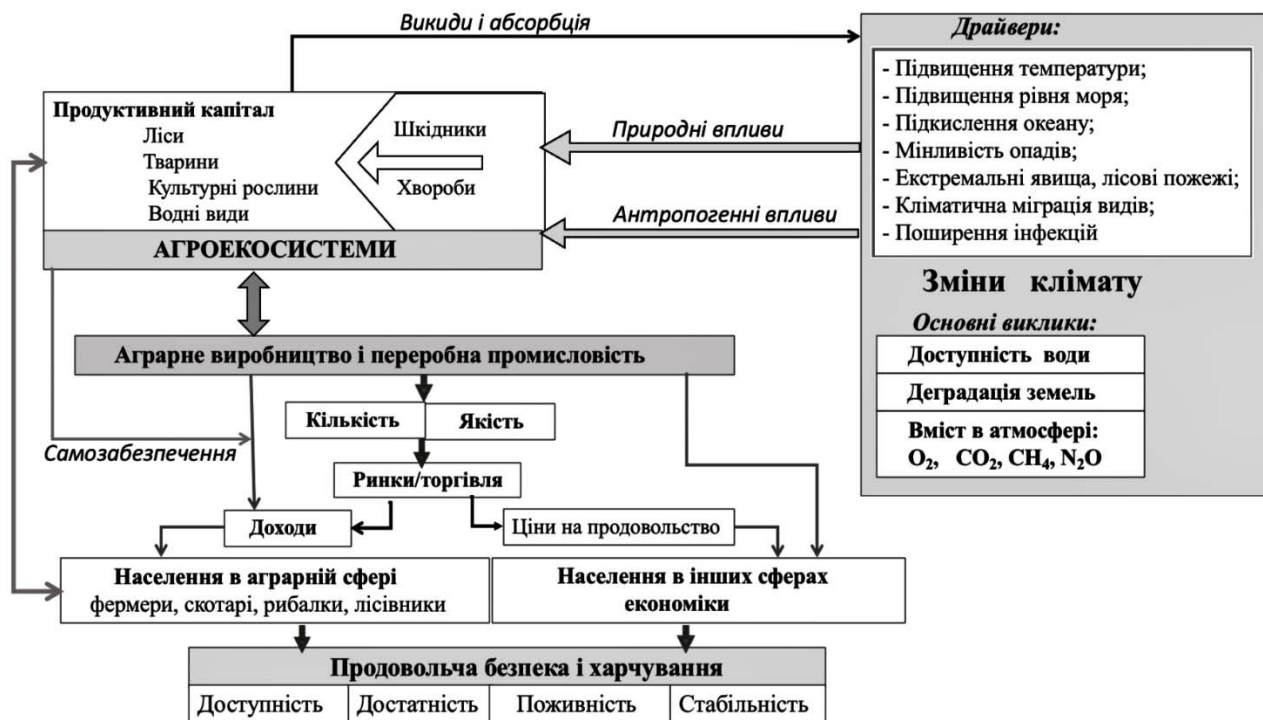 Викиди і абсорбція
Драйвери:
- Підвищення температури;
- Підвищення рівня моря;
- Підкислення океану;
- Мінливість опадів;
- Екстремальні явища, лісові пожежі;
- Кліматична міграція видів;
- Поширення інфекцій
Зміни клімату
Основні виклики:
Доступність води
Деградація земель
Вміст в атмосфері:
O₂, CO₂, CH₄, N₂O
Природні впливи
Антропогенні впливи
Продуктивний капітал
Ліси
Тварини
Культурні рослини
Водні види
Шкідники
Хвороби
АГРОЕКОСИСТЕМИ
Аграрне виробництво і переробна промисловість
Кількість
Якість
Самозабезпечення
Ринки/торгівля
Доходи
Ціни на продовольство
Населення в аграрній сфері
фермери, скотарі, рибалки, лісівники
Населення в інших сферах
економіки
Продовольча безпека і харчування
Доступність
Достатність
Поживність
Стабільність